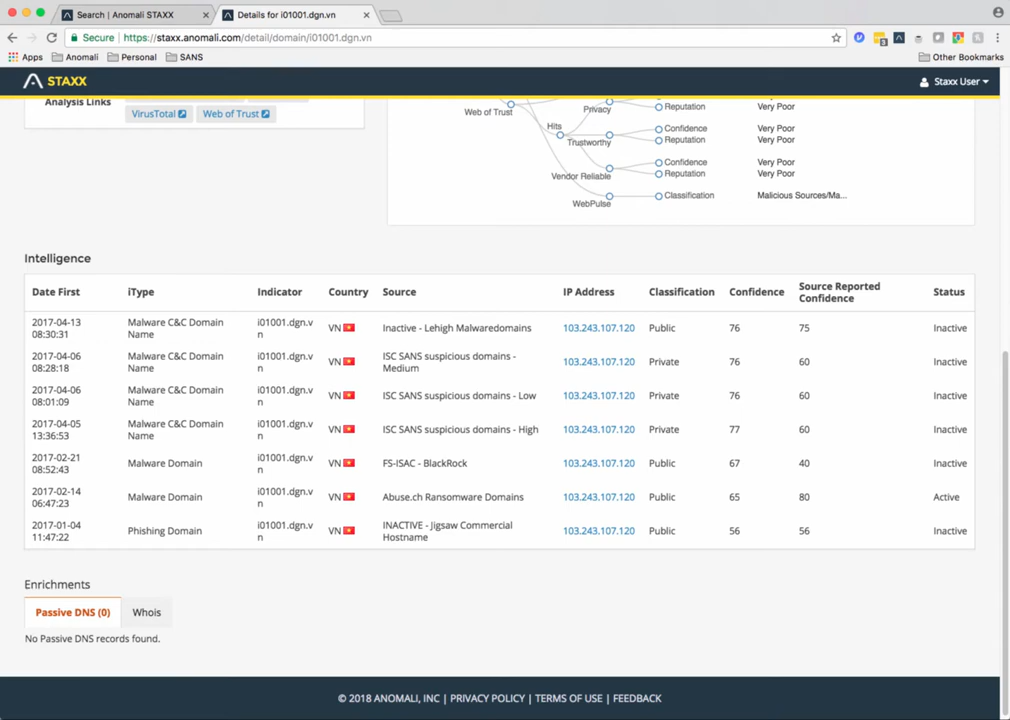 Search | Anomali STAXX
Details for i01001.dgn.vn
Secure | https://staxx.anomali.com/detail/domain/i01001.dgn.vn
Apps Anomali Personal SANS Other Bookmarks
STAXX Staxx User
Analysis Links
VirusTotal Web of Trust
Web of Trust
Hits
Privacy
Reputation Very Poor
Trustworthy
Confidence Very Poor
Reputation Very Poor
Vendor Reliable
Confidence Very Poor
Reputation Very Poor
WebPulse
Classification Malicious Sources/Ma...
Intelligence
Date First iType Indicator Country Source IP Address Classification Confidence Source Reported Confidence Status
2017-04-13 08:30:31 Malware C&C Domain Name i01001.dgn.vn VN Inactive - Lehigh Malwaredomains 103.243.107.120 Public 76 75 Inactive
2017-04-06 08:28:18 Malware C&C Domain Name i01001.dgn.vn VN ISC SANS suspicious domains - Medium 103.243.107.120 Private 76 60 Inactive
2017-04-06 08:01:09 Malware C&C Domain Name i01001.dgn.vn VN ISC SANS suspicious domains - Low 103.243.107.120 Private 76 60 Inactive
2017-04-05 13:36:53 Malware C&C Domain Name i01001.dgn.vn VN ISC SANS suspicious domains - High 103.243.107.120 Private 77 60 Inactive
2017-02-21 08:52:43 Malware Domain i01001.dgn.vn VN FS-ISAC - BlackRock 103.243.107.120 Public 67 40 Inactive
2017-02-14 06:47:23 Malware Domain i01001.dgn.vn VN Abuse.ch Ransomware Domains 103.243.107.120 Public 65 80 Active
2017-01-04 11:47:22 Phishing Domain i01001.dgn.vn VN INACTIVE - Jigsaw Commercial Hostname 103.243.107.120 Public 56 56 Inactive
Enrichments
Passive DNS (0) Whois
No Passive DNS records found.
© 2018 ANOMALI, INC | PRIVACY POLICY | TERMS OF USE | FEEDBACK